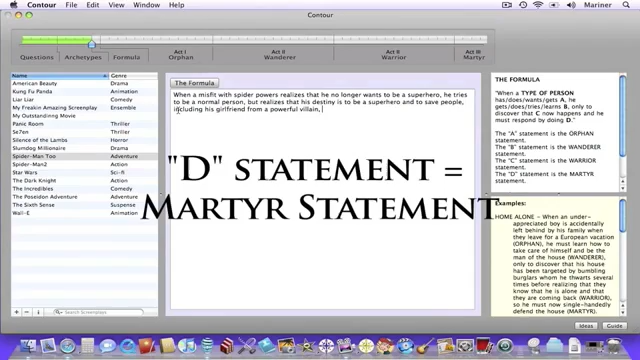 Contour File Edit View Window Help Mariner
Contour
Act I Act II Act II Act III
Questions Archetypes Formula Orphan Wanderer Warrior Martyr
Name Genre
American Beauty Drama
Kung Fu Panda Animation
Liar Liar Comedy
My Freakin Amazing Screenplay Ensemble
My Outstanding Movie
Panic Room Thriller
Se7en Thriller
Silence of the Lambs Horror
Slumdog Millionaire Drama
Spider-Man Too Adventure
Spider-Man2 Action
Star Wars Sci-fi
The Dark Knight Action
The Incredibles Comedy
The Poseidon Adventure Adventure
The Sixth Sense Suspense
Wall-E Animation
Search Screenplays
The Formula
When a misfit with spider powers realizes that he no longer wants to be a superhero, he tries
to be a normal person, but realizes that his destiny is to be a superhero and to save people,
including his girlfriend from a powerful villain,
"D" STATEMENT =
MARTYR STATEMENT
THE FORMULA
"When a TYPE OF PERSON
has/does/wants/gets A, he
does/tries/learns B, only to
discover that C now happens and he
must respond by doing D."
The "A" statement is the ORPHAN
statement.
The "B" statement is the WANDERER
statement.
The "C" statement is the WARRIOR
statement.
The "D" statement is the MARTYR
statement.
Examples:
HOME ALONE - When an under-
appreciated boy is accidentally
left behind by his family when
they leave for a European vacation
(ORPHAN), he must learn how to
take care of himself and be the
man of the house (WANDERER),
only to discover that his house
has been targeted by bumbling
burglars whom he thwarts several
times before realizing that they
know that he is alone and that
they are coming back (WARRIOR),
so he must now single-handedly
defend the house (MARTYR).
Ideas Guide